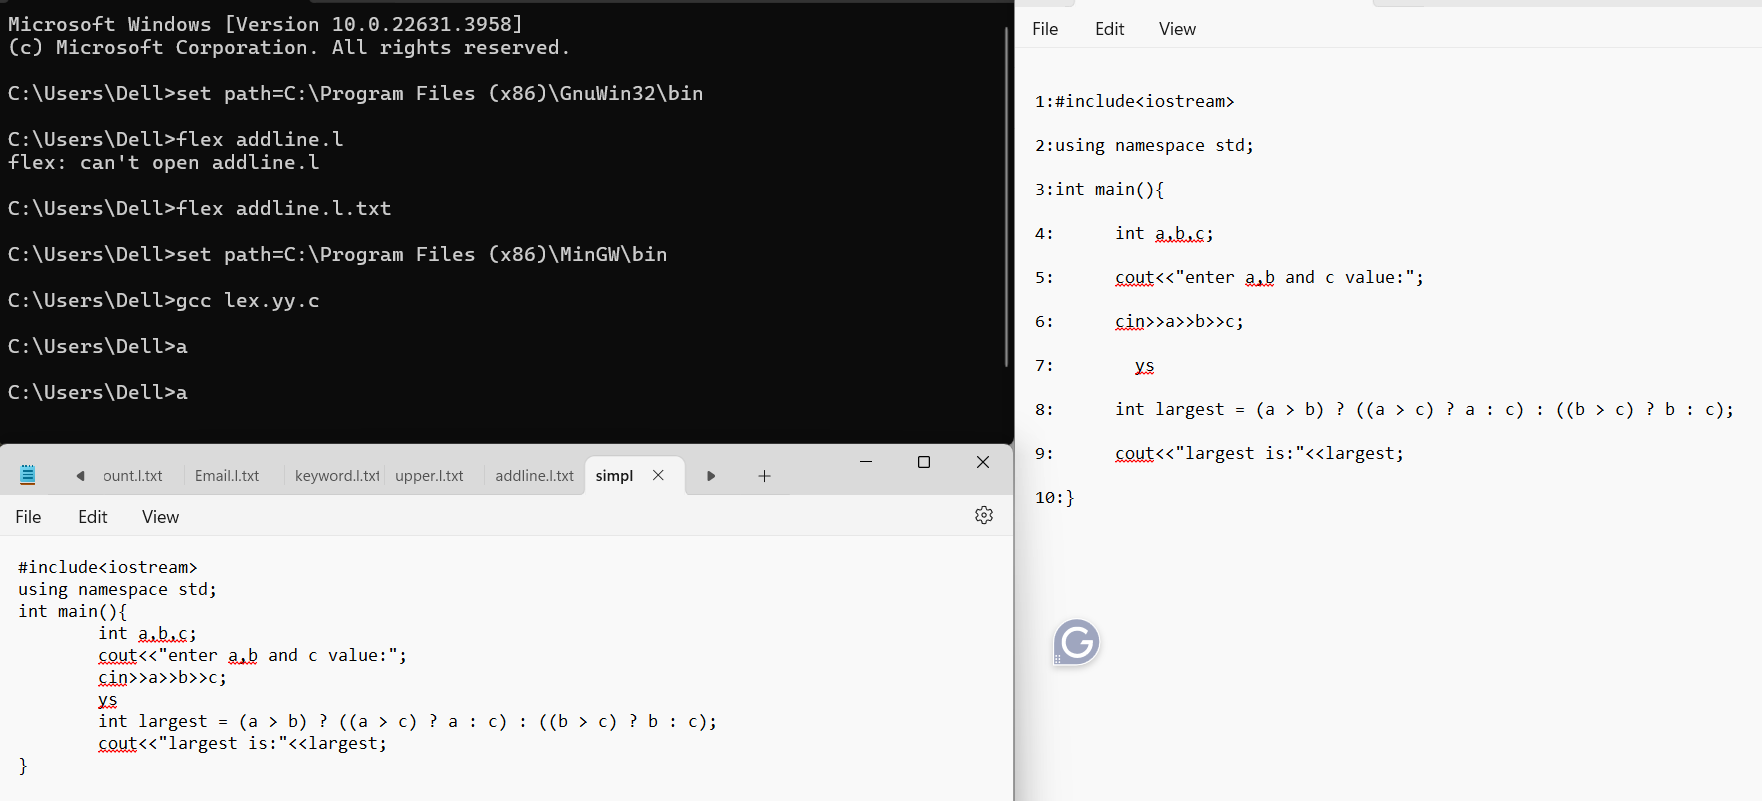 Microsoft Windows [Version 10.0.22631.3958]
(c) Microsoft Corporation. All rights reserved.
C:\Users\Dell>set path=C:\Program Files (x86)\GnuWin32\bin
C:\Users\Dell>flex addline.l
flex: can't open addline.l
C:\Users\Dell>flex addline.l.txt
C:\Users\Dell>set path=C:\Program Files (x86)\MinGW\bin
C:\Users\Dell>gcc lex.yy.c
C:\Users\Dell>a
C:\Users\Dell>a
ount.l.txt Email.l.txt keyword.l.txt upper.l.txt addline.l.txt simpl
File Edit View
#include<iostream>
using namespace std;
int main(){
        int a,b,c;
        cout<<"enter a,b and c value:";
        cin>>a>>b>>c;
        ys
        int largest = (a > b) ? ((a > c) ? a : c) : ((b > c) ? b : c);
        cout<<"largest is:"<<largest;
}
File Edit View
1:#include<iostream>
2:using namespace std;
3:int main(){
4:      int a,b,c;
5:      cout<<"enter a,b and c value:";
6:      cin>>a>>b>>c;
7:        ys
8:      int largest = (a > b) ? ((a > c) ? a : c) : ((b > c) ? b : c);
9:      cout<<"largest is:"<<largest;
10:}
G